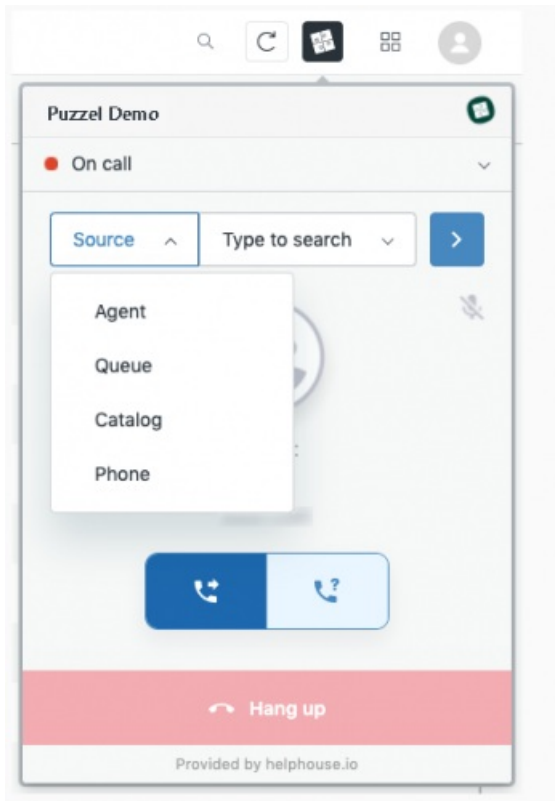 Puzzel Demo
On call
Source Type to search
Agent
Queue
Catalog
Phone
Hang up
Provided by helphouse.io